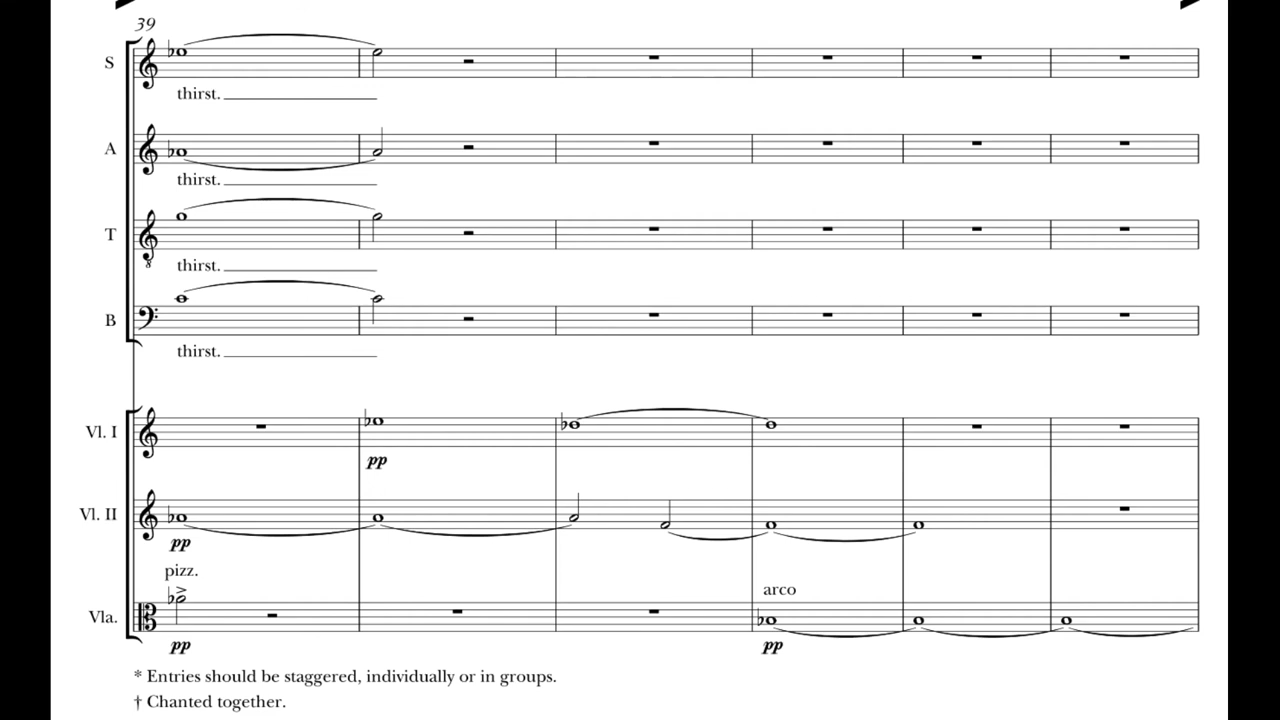 39
S
thirst.
A
thirst.
T
8
thirst.
B
thirst.
Vl. I
pp
Vl. II
pp
pizz.
arco
Vla.
pp pp
* Entries should be staggered, individually or in groups.
† Chanted together.